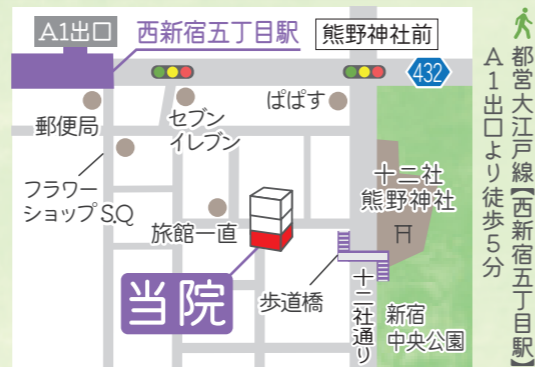 A1出口
西新宿五丁目駅
熊野神社前
432
郵便局
セブン
イレブン
ぱぱす
フラワー
ショップ S.Q
旅館一直
十二社
熊野神社
当院
歩道橋
十二社通り
新宿
中央公園
都営大江戸線【西新宿五丁目駅】
A1出口より徒歩5分